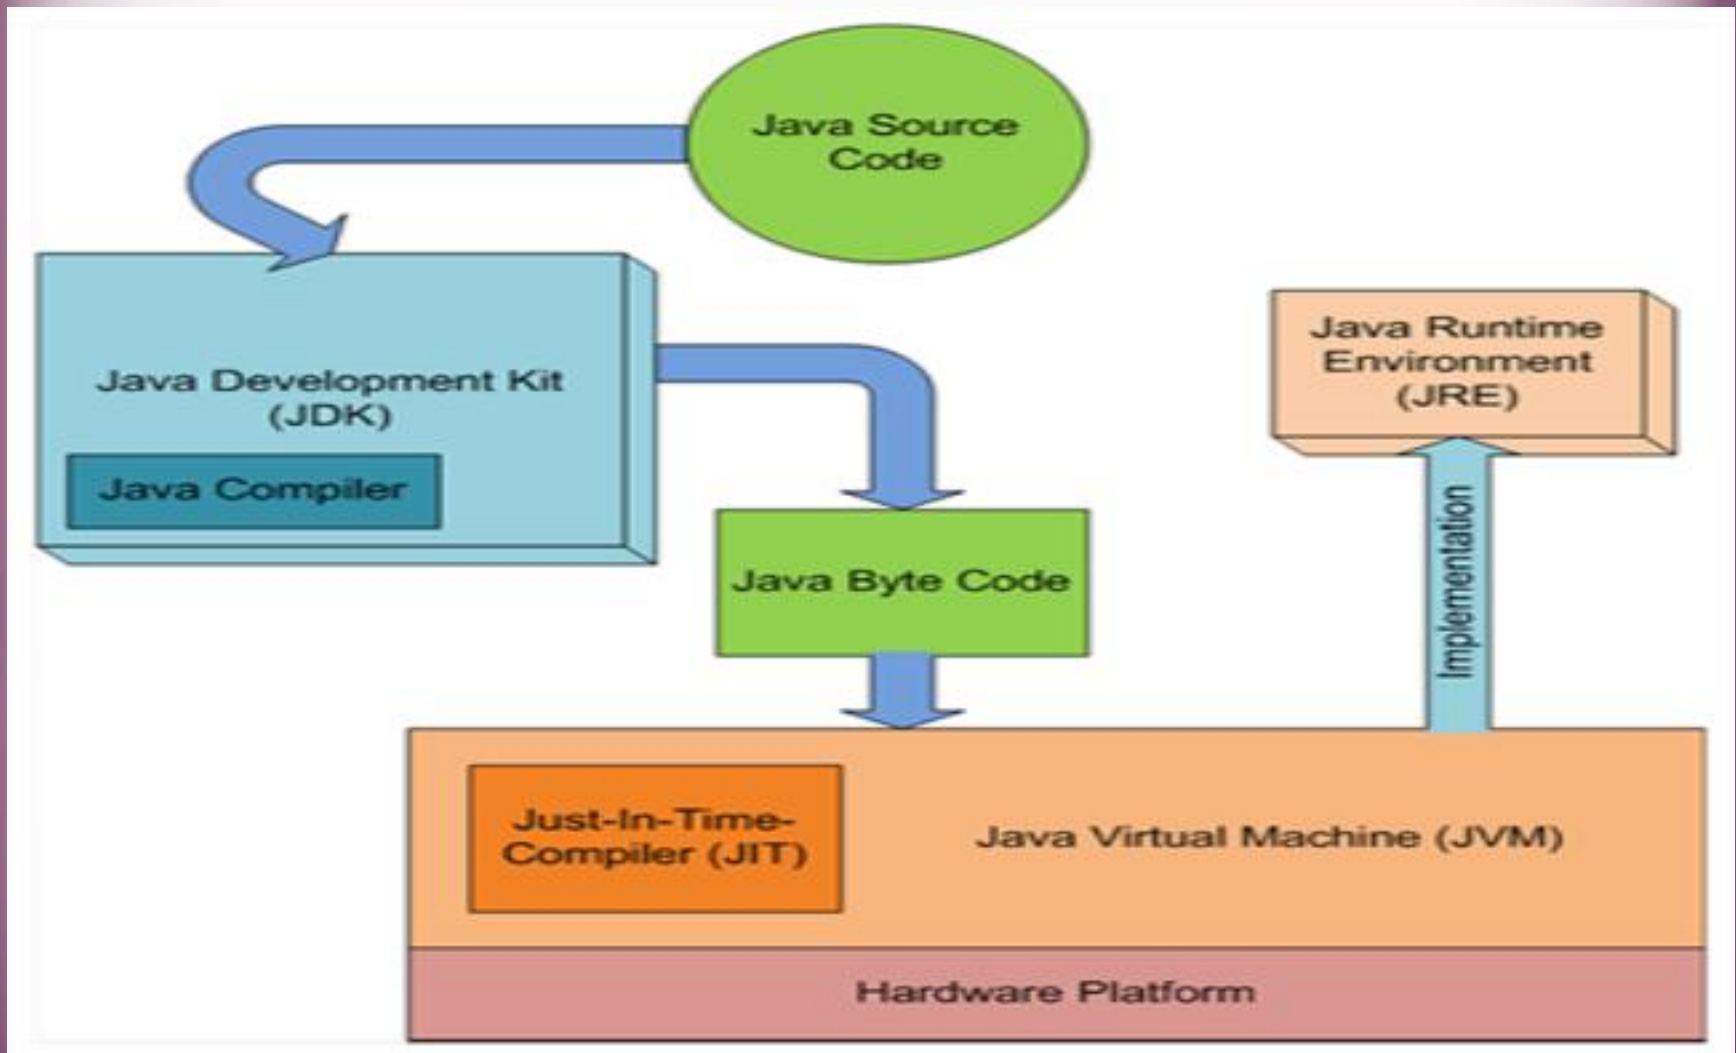 Java Source
Code
Java Development Kit
(JDK)
Java Compiler
Java Runtime
Environment
(JRE)
Java Byte Code
Implementation
Just-In-Time-
Compiler (JIT)
Java Virtual Machine (JVM)
Hardware Platform